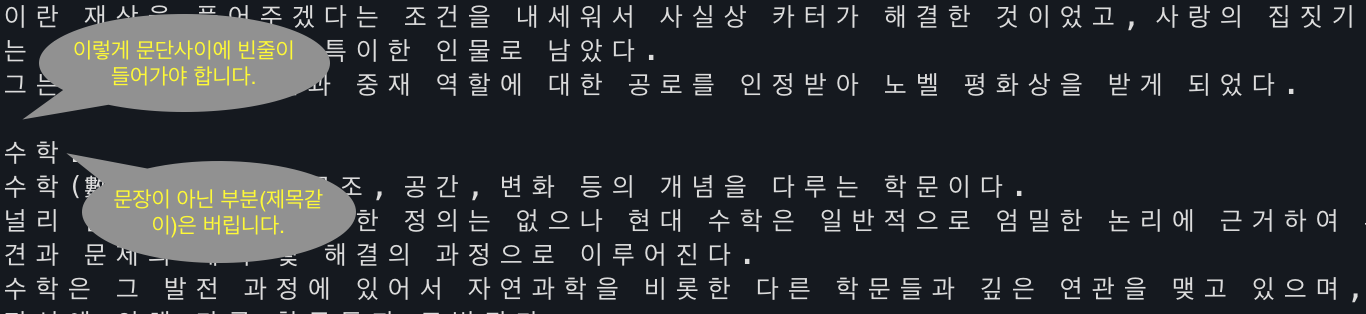 이란 재산을 풀어주겠다는 조건을 내세워서 사실상 카터가 해결한 것이었고, 사랑의 집짓기
는 특이한 인물로 남았다.
이렇게 문단사이에 빈줄이
들어가야 합니다.
그는 중재 역할에 대한 공로를 인정받아 노벨 평화상을 받게 되었다.
수학
수학(數 조, 공간, 변화 등의 개념을 다루는 학문이다.
문장이 아닌 부분(제목같
이)은 버립니다.
널리 한 정의는 없으나 현대 수학은 일반적으로 엄밀한 논리에 근거하여
견과 문제의 및 해결의 과정으로 이루어진다.
수학은 그 발전 과정에 있어서 자연과학을 비롯한 다른 학문들과 깊은 연관을 맺고 있으며,